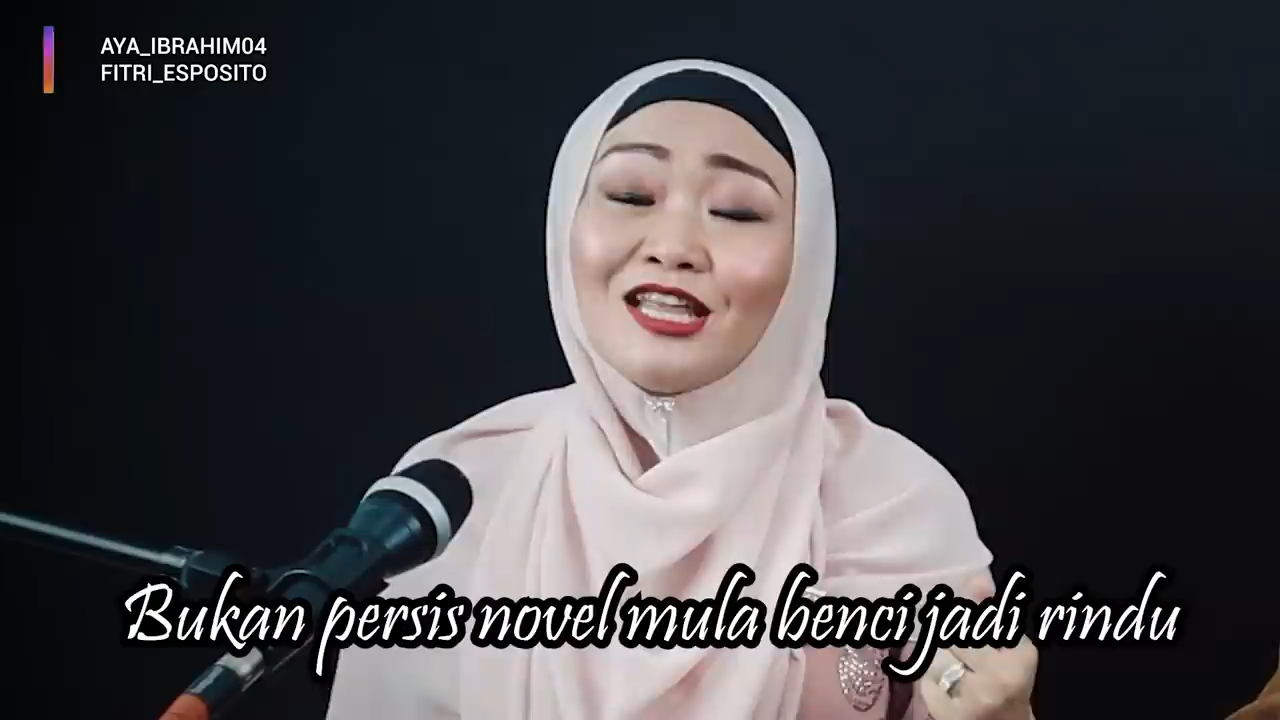 AYA_IBRAHIM04
FITRI_ESPOSITO
Bukan persis novel mula benci jadi rindu